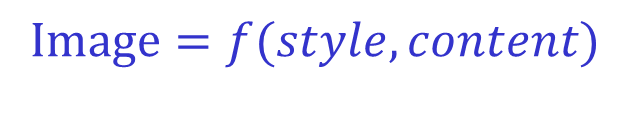 Image = f(style, content)